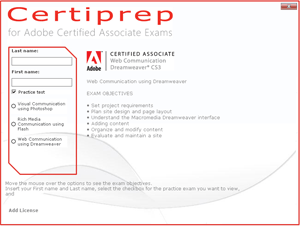 Certiprep
for Adobe Certified Associate Exams
Last name:
First name:
Practice test
Visual Communication
using Photoshop
Rich Media
Communication using
Flash
Web Communication
using Dreamweaver
Adobe
CERTIFIED ASSOCIATE
Web Communication
Dreamweaver® CS3
Web Communication using Dreamweaver
EXAM OBJECTIVES
• Set project requirements
• Plan site design and page layout
• Understand the Macromedia Dreamweaver interface
• Adding content
• Organize and modify content
• Evaluate and maintain a site
Move the mouse over the options to see the exam objectives.
Insert your First name and Last name, select the checkbox for the practice exam you want to view,
and
Add Licence